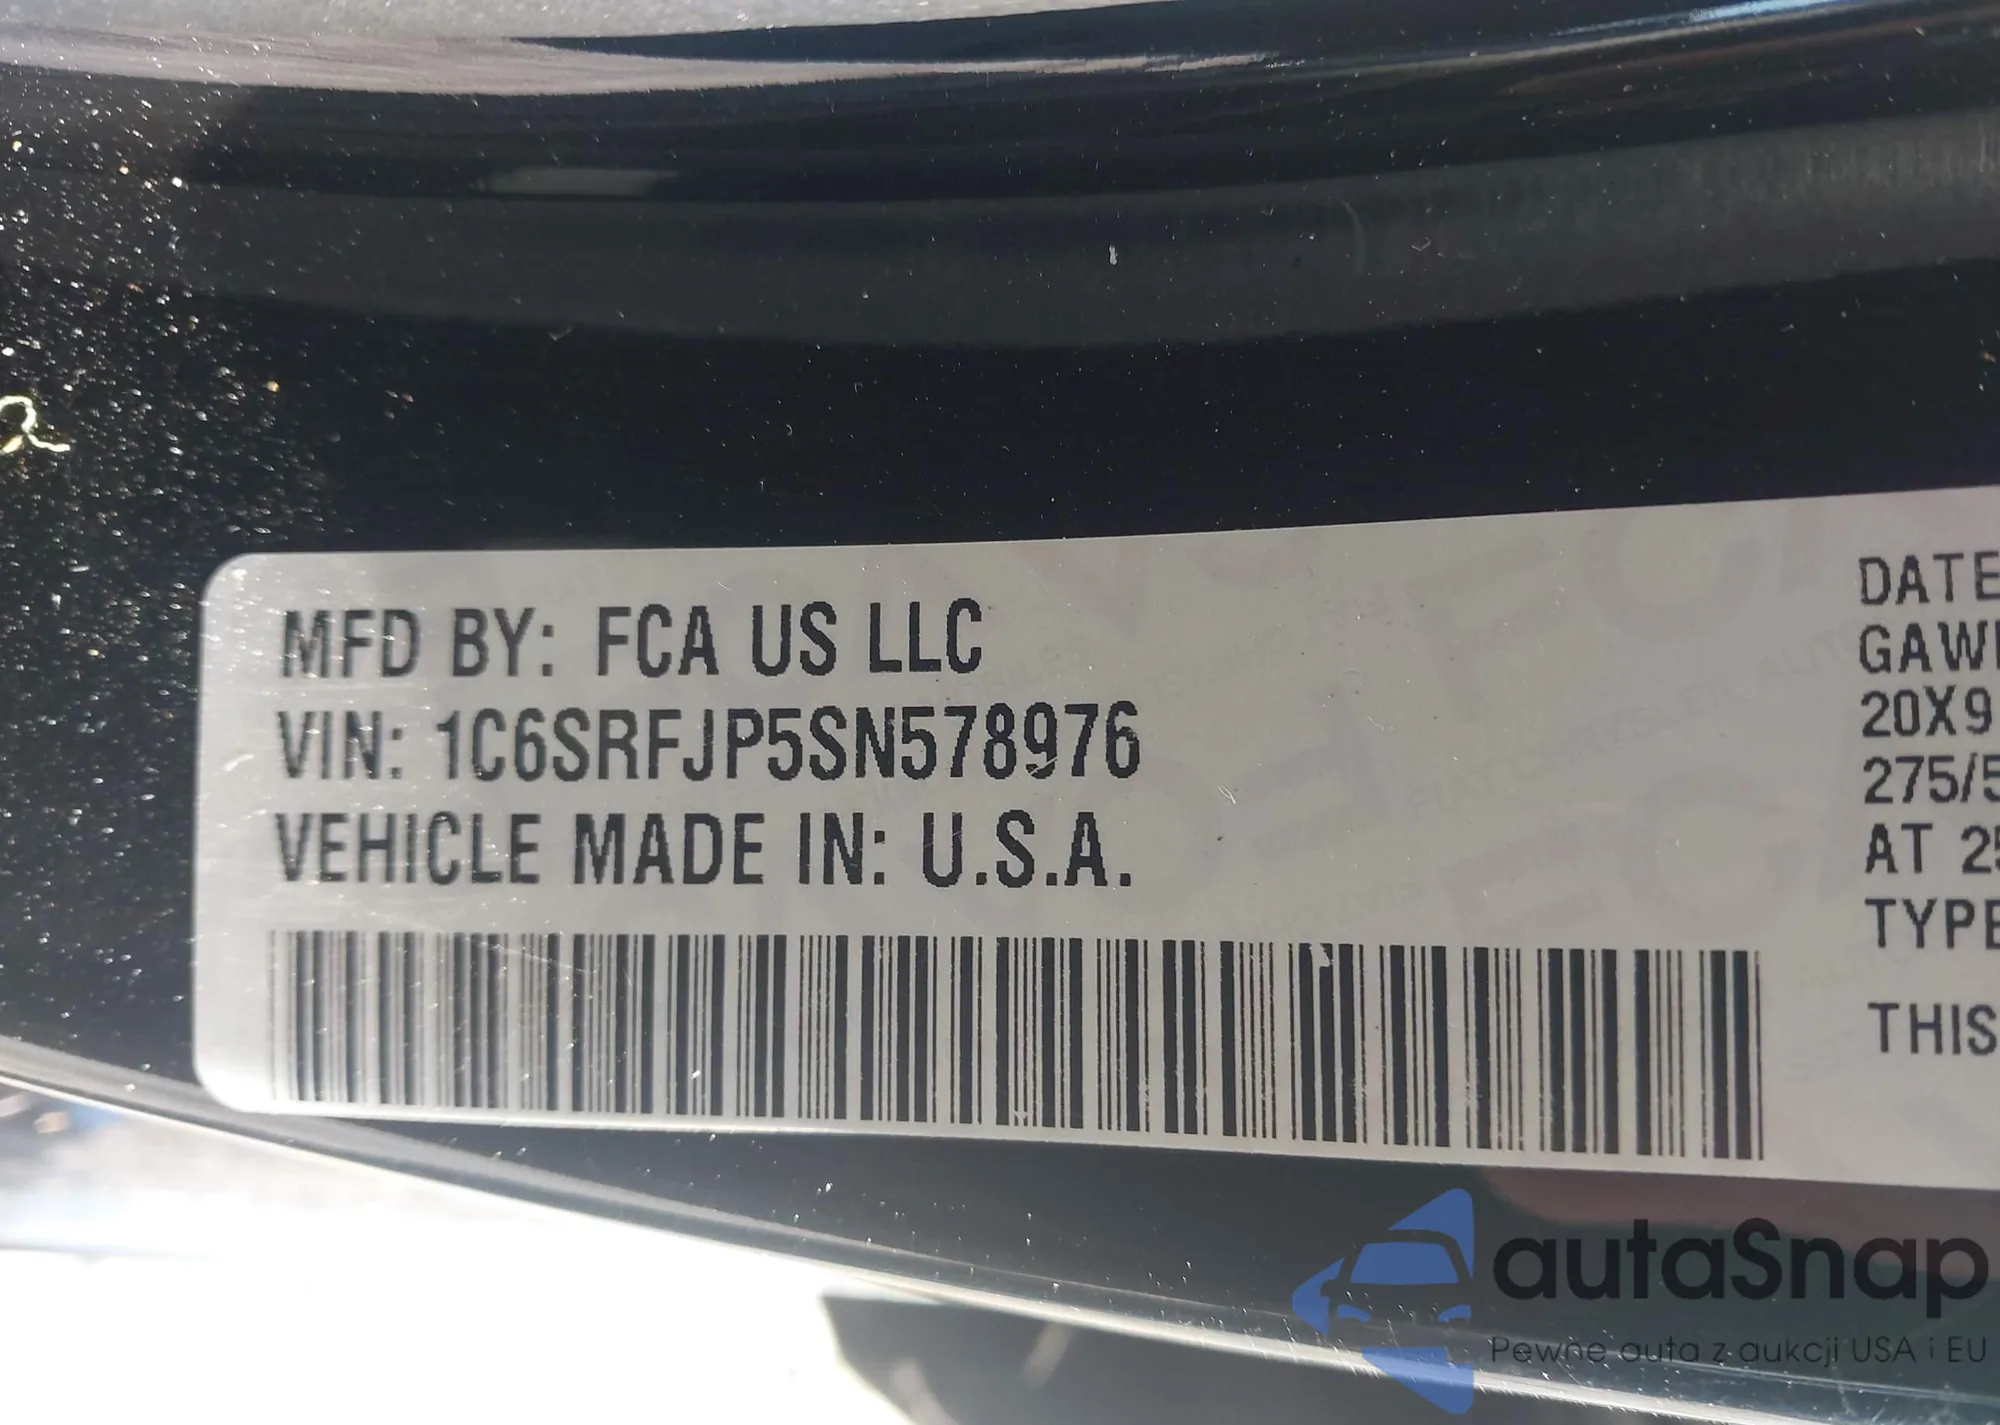 MFD BY: FCA US LLC
VIN: 1C6SRFJP5SN578976
VEHICLE MADE IN: U.S.A.
DATE
GAW
20X9
275/5
AT 25
TYPE
THIS
autaSnap
Pewne auta z aukcji USA i EU